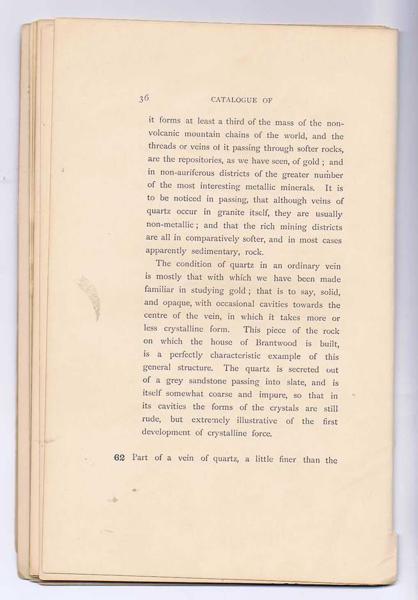 36 CATALOGUE OF
it forms at least a third of the mass of the non-
volcanic mountain chains of the world, and the
threads or veins of it passing through softer rocks,
are the repositories, as we have seen, of gold ; and
in non-auriferous districts of the greater number
of the most interesting metallic minerals. It is
to be noticed in passing, that although veins of
quartz occur in granite itself, they are usually
non-metallic ; and that the rich mining districts
are all in comparatively softer, and in most cases
apparently sedimentary, rock.
The condition of quartz in an ordinary vein
is mostly that with which we have been made
familiar in studying gold ; that is to say, solid,
and opaque, with occasional cavities towards the
centre of the vein, in which it takes more or
less crystalline form. This piece of the rock
on which the house of Brantwood is built,
is a perfectly characteristic example of this
general structure. The quartz is secreted out
of a grey sandstone passing into slate, and is
itself somewhat coarse and impure, so that in
its cavities the forms of the crystals are still
rude, but extremely illustrative of the first
development of crystalline force.
62 Part of a vein of quartz, a little finer than the